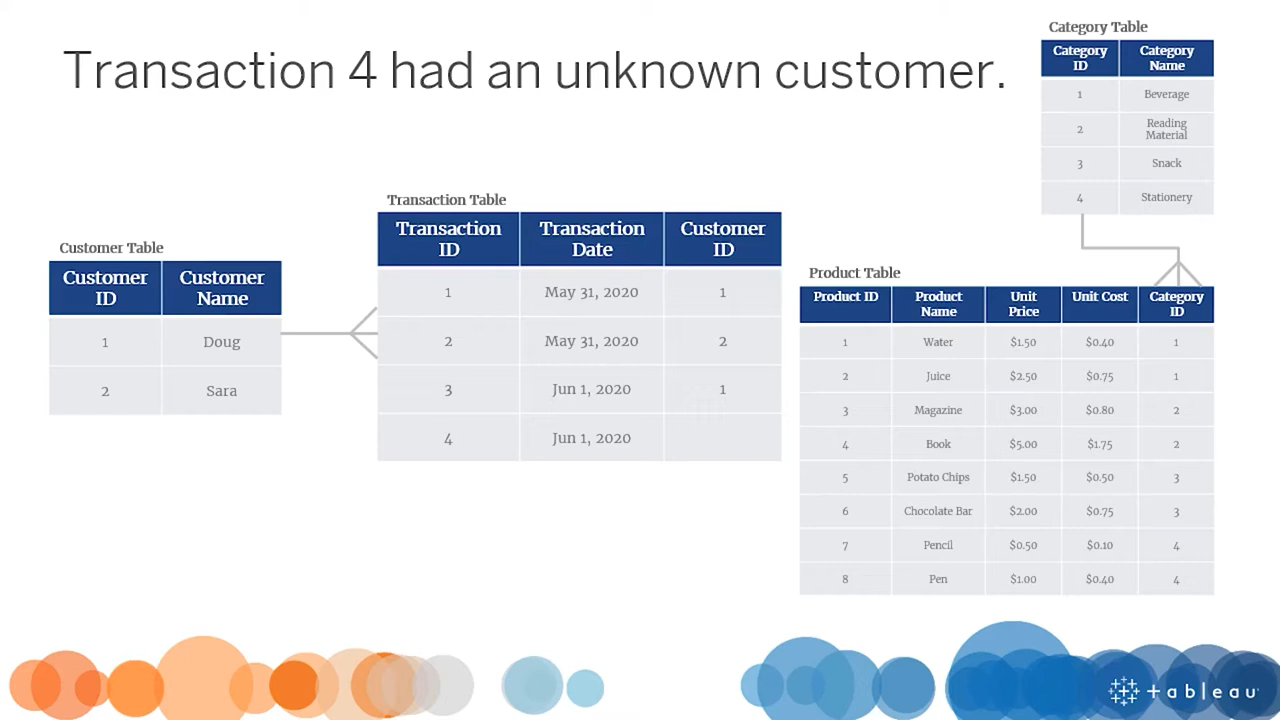 Transaction 4 had an unknown customer.
Category Table
Category ID Category Name
1 Beverage
2 Reading Material
3 Snack
4 Stationery
Customer Table
Customer ID Customer Name
1 Doug
2 Sara
Transaction Table
Transaction ID Transaction Date Customer ID
1 May 31, 2020 1
2 May 31, 2020 2
3 Jun 1, 2020 1
4 Jun 1, 2020
Product Table
Product ID Product Name Unit Price Unit Cost Category ID
1 Water $1.50 $0.40 1
2 Juice $2.50 $0.75 1
3 Magazine $3.00 $0.80 2
4 Book $5.00 $1.75 2
5 Potato Chips $1.50 $0.50 3
6 Chocolate Bar $2.00 $0.75 3
7 Pencil $0.50 $0.10 4
8 Pen $1.00 $0.40 4
tableau